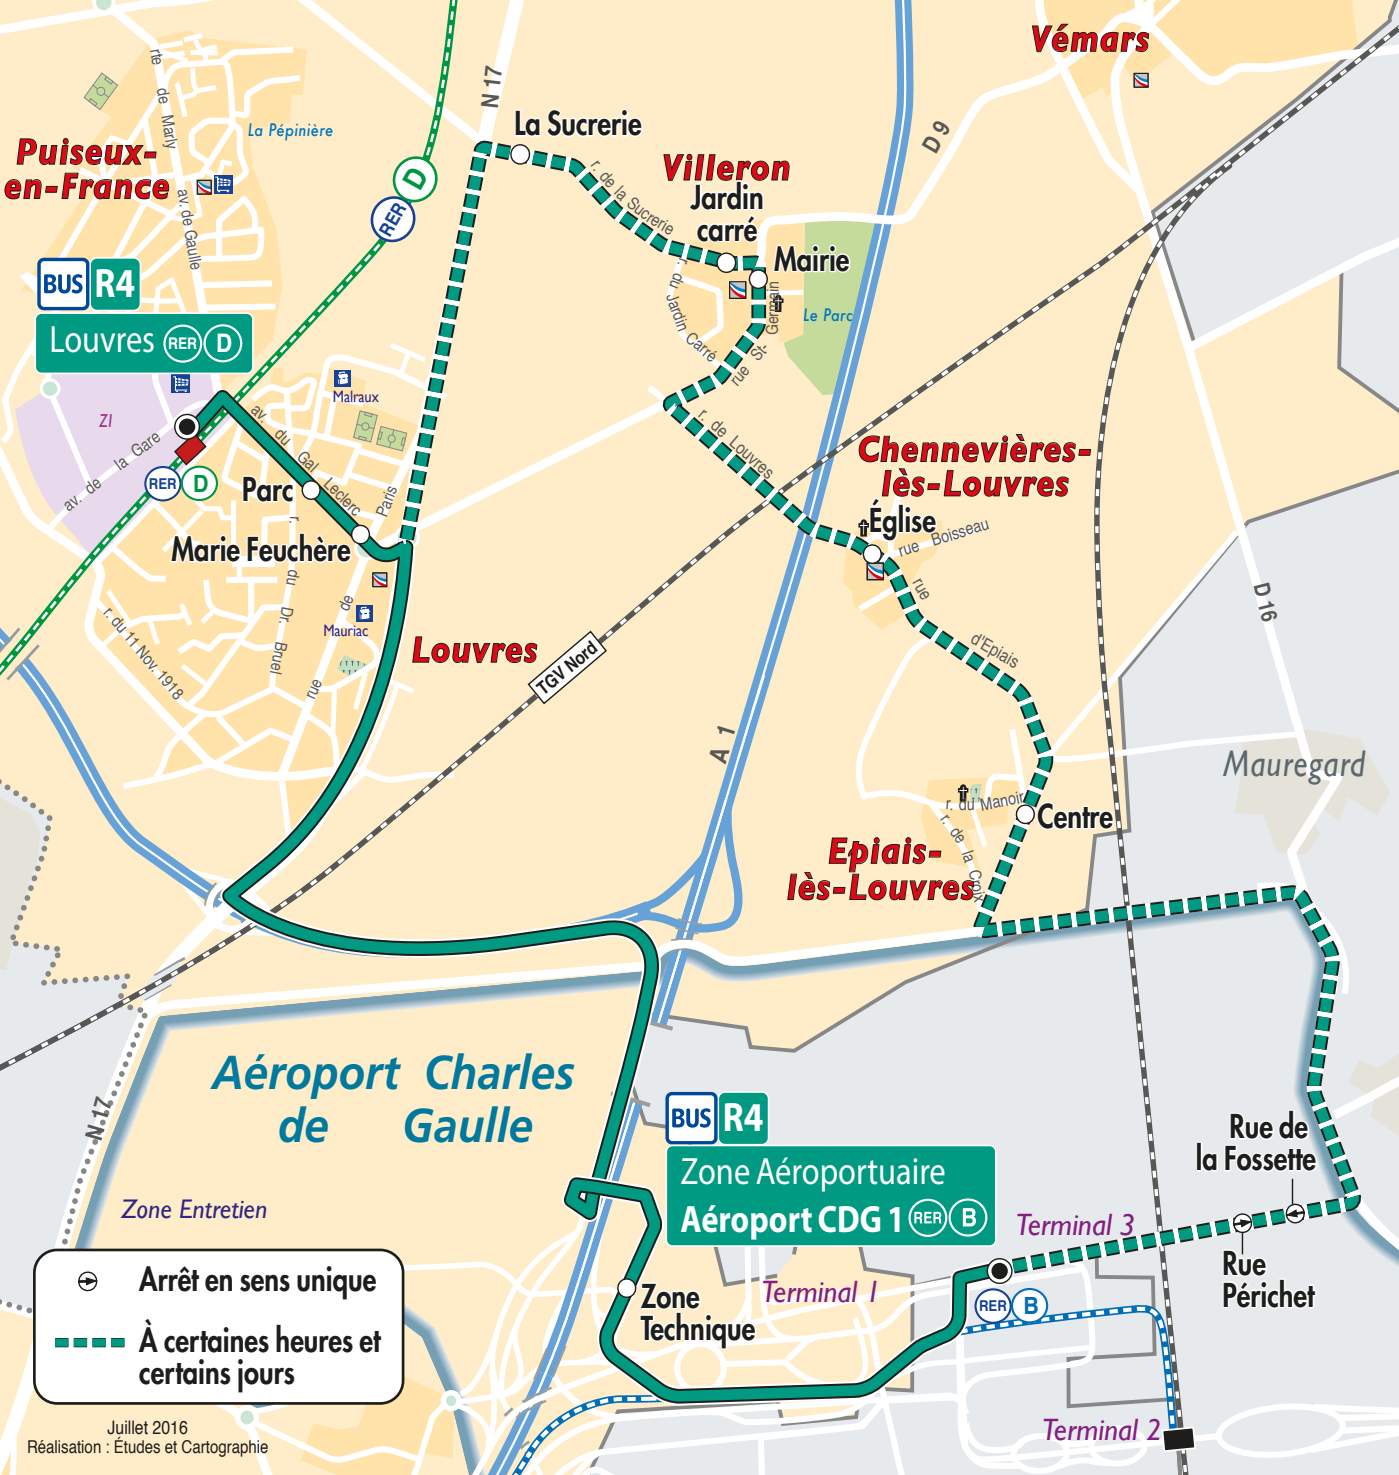 Vémars
N 17
La Sucrerie
D 9
rte de Marly
La Pépinière
Puiseux-
en-France
av. de Gaulle
RER D
r. de la Sucrerie
Villeron
Jardin
carré
Mairie
r. du Jardin Carré
rue St-Germain
Le Parc
BUS R4
Louvres RER D
ZI
av. de la Gare
RER D
Malraux
av. du Gal Leclerc
Parc
Marie Feuchère
rue de Paris
r. du Dr. Bruel
Mauriac
r. du 11 Nov. 1918
Louvres
r. de Louvres
Chennevières-
lès-Louvres
Église
rue Boisseau
rue d'Epiais
TGV Nord
A 1
D 16
Mauregard
r. du Manoir
Centre
r. de la Croix
Epiais-
lès-Louvres
Aéroport Charles
de Gaulle
N 17
Zone Entretien
BUS R4
Zone Aéroportuaire
Aéroport CDG 1 RER B
Rue de
la Fossette
Terminal 3
Rue
Périchet
Terminal 1
RER B
Zone
Technique
Terminal 2
Arrêt en sens unique
À certaines heures et
certains jours
Juillet 2016
Réalisation : Études et Cartographie